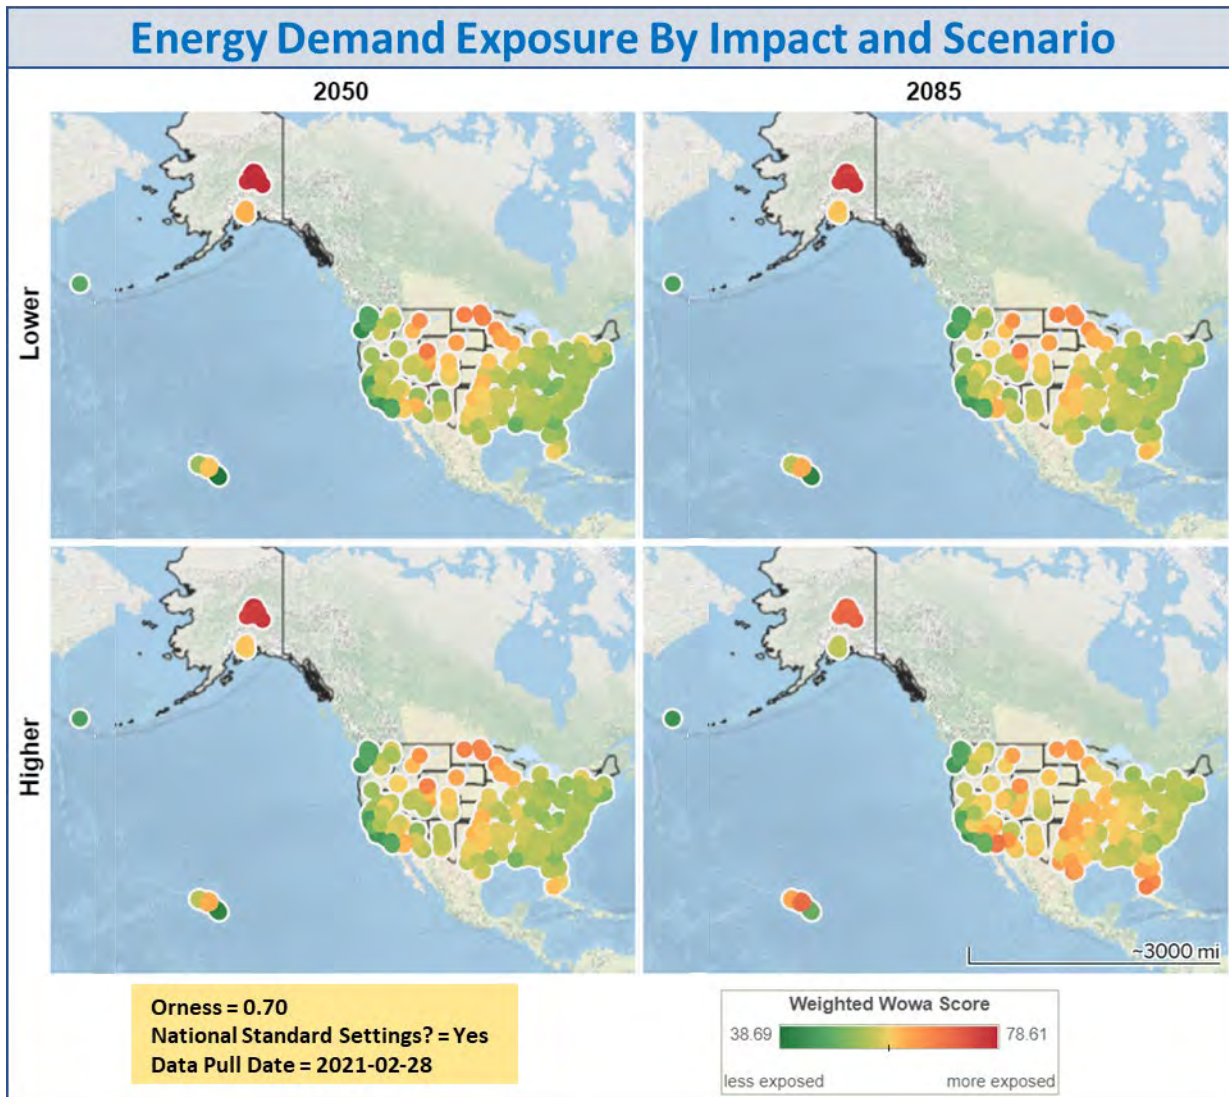 Energy Demand Exposure By Impact and Scenario
2050
2085
Lower
Higher
~3000 mi
Orness = 0.70
National Standard Settings? = Yes
Data Pull Date = 2021-02-28
Weighted Wowa Score
38.69
78.61
less exposed
more exposed